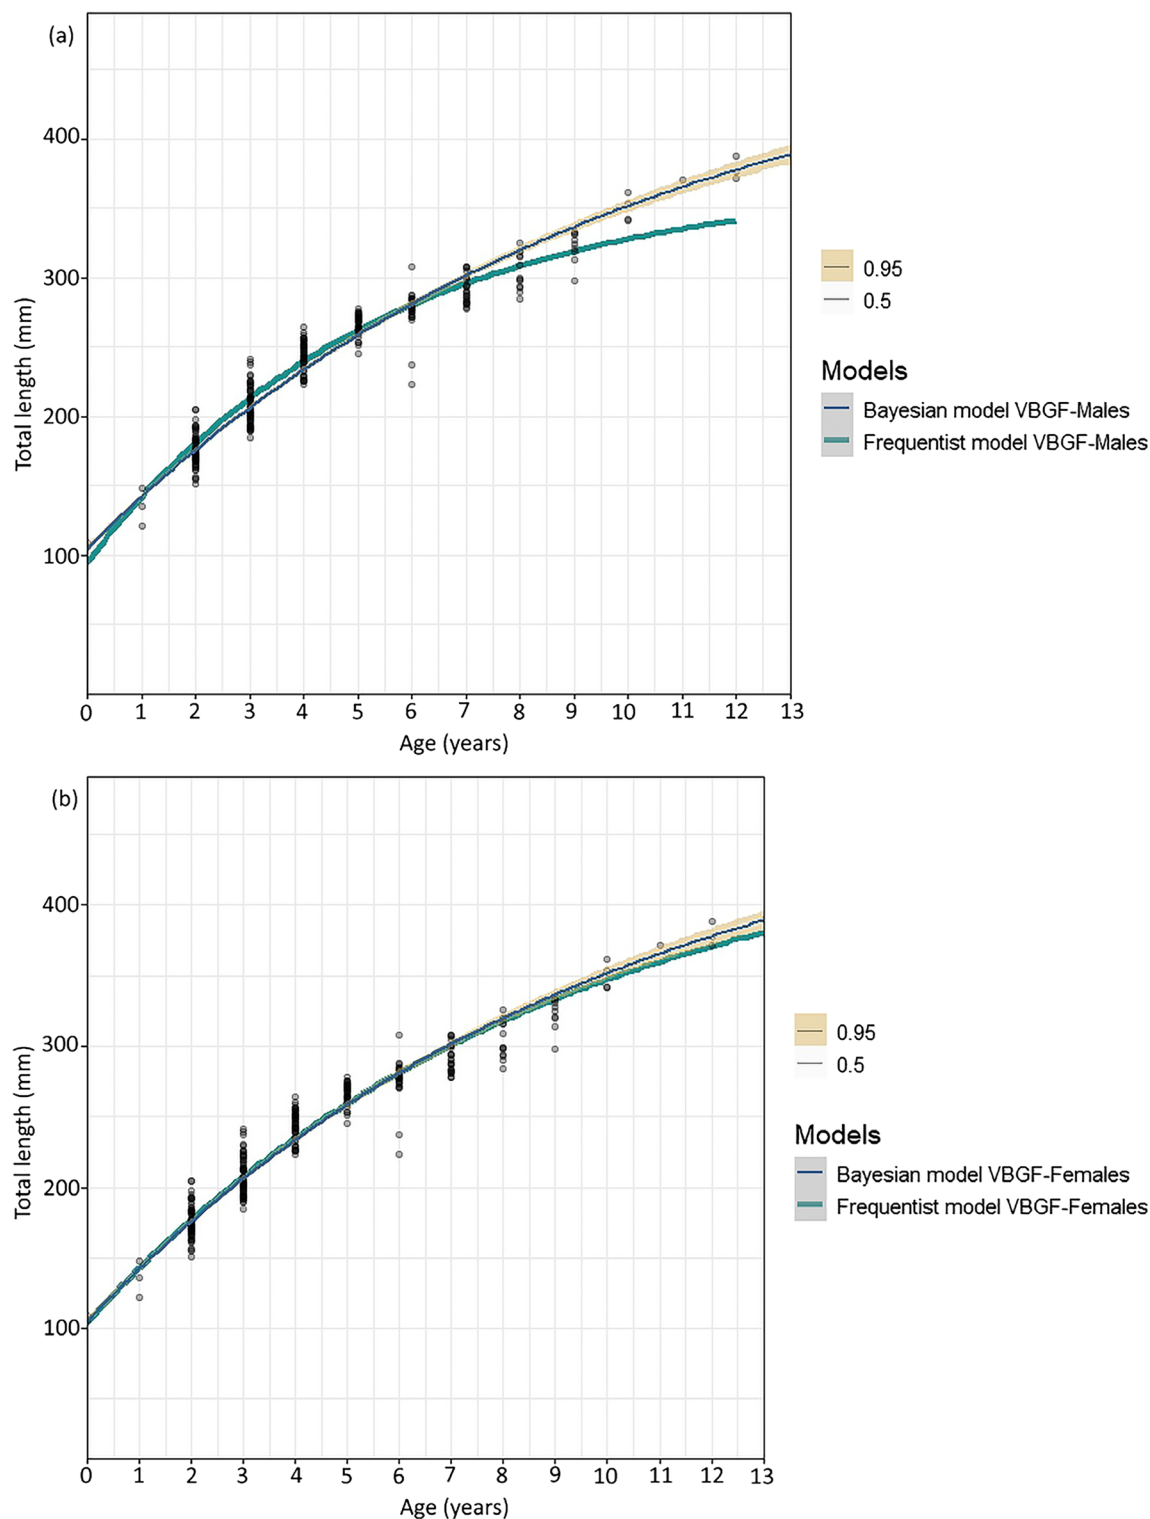 (a)
400
300
200
100
Total length (mm)
0 1 2 3 4 5 6 7 8 9 10 11 12 13
Age (years)
0.95
0.5
Models
Bayesian model VBGF-Males
Frequentist model VBGF-Males
(b)
400
300
200
100
Total length (mm)
0 1 2 3 4 5 6 7 8 9 10 11 12 13
Age (years)
0.95
0.5
Models
Bayesian model VBGF-Females
Frequentist model VBGF-Females